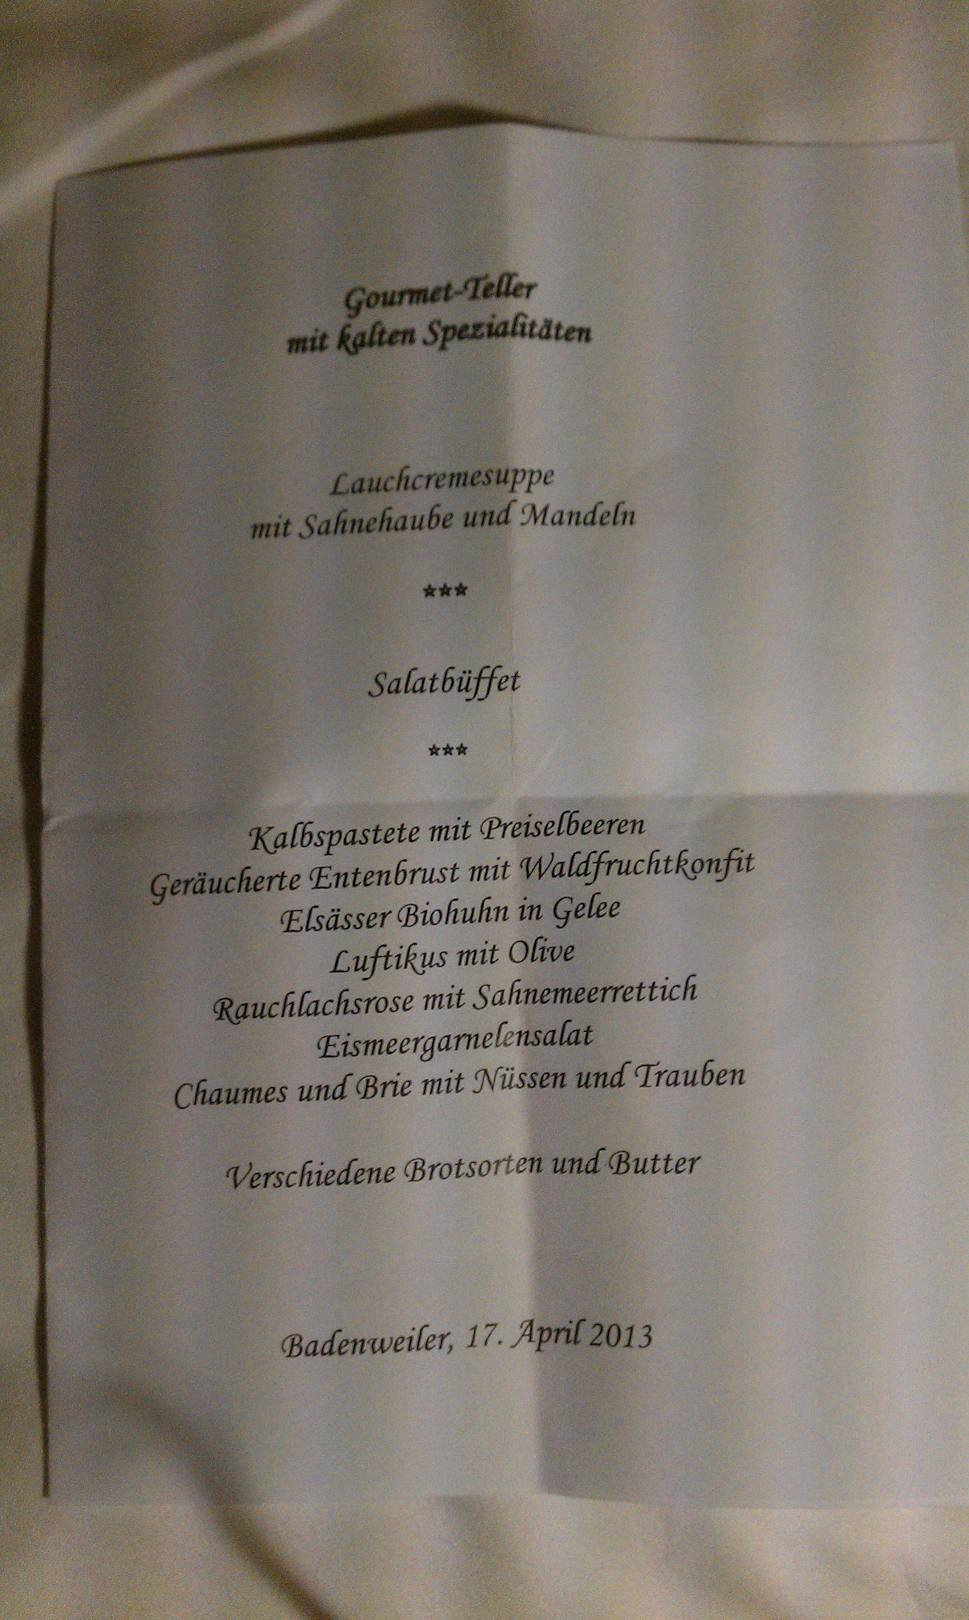 Gourmet-Teller
mit kalten Spezialitäten
Lauchcremesuppe
mit Sahnehaube und Mandeln
***
Salatbüffet
***
Kalbspastete mit Preiselbeeren
Geräucherte Entenbrust mit Waldfruchtkonfit
Elsässer Biohuhn in Gelee
Luftikus mit Olive
Rauchlachsrose mit Sahnemeerrettich
Eismeergarnelensalat
Chaumes und Brie mit Nüssen und Trauben
Verschiedene Brotsorten und Butter
Badenweiler, 17. April 2013